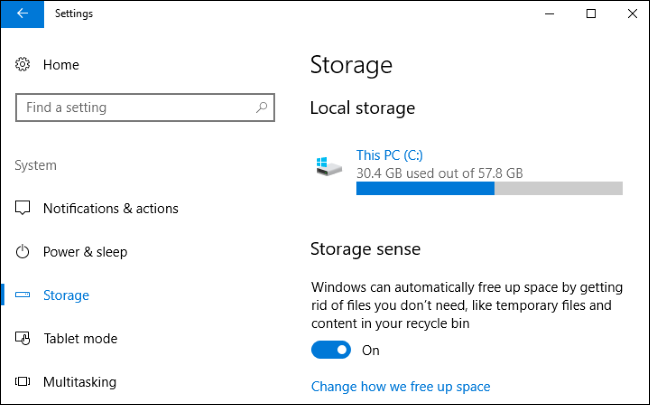 Settings
Home
Find a setting
System
Notifications & actions
Power & sleep
Storage
Tablet mode
Multitasking
Storage
Local storage
This PC (C:)
30.4 GB used out of 57.8 GB
Storage sense
Windows can automatically free up space by getting
rid of files you don’t need, like temporary files and
content in your recycle bin
On
Change how we free up space